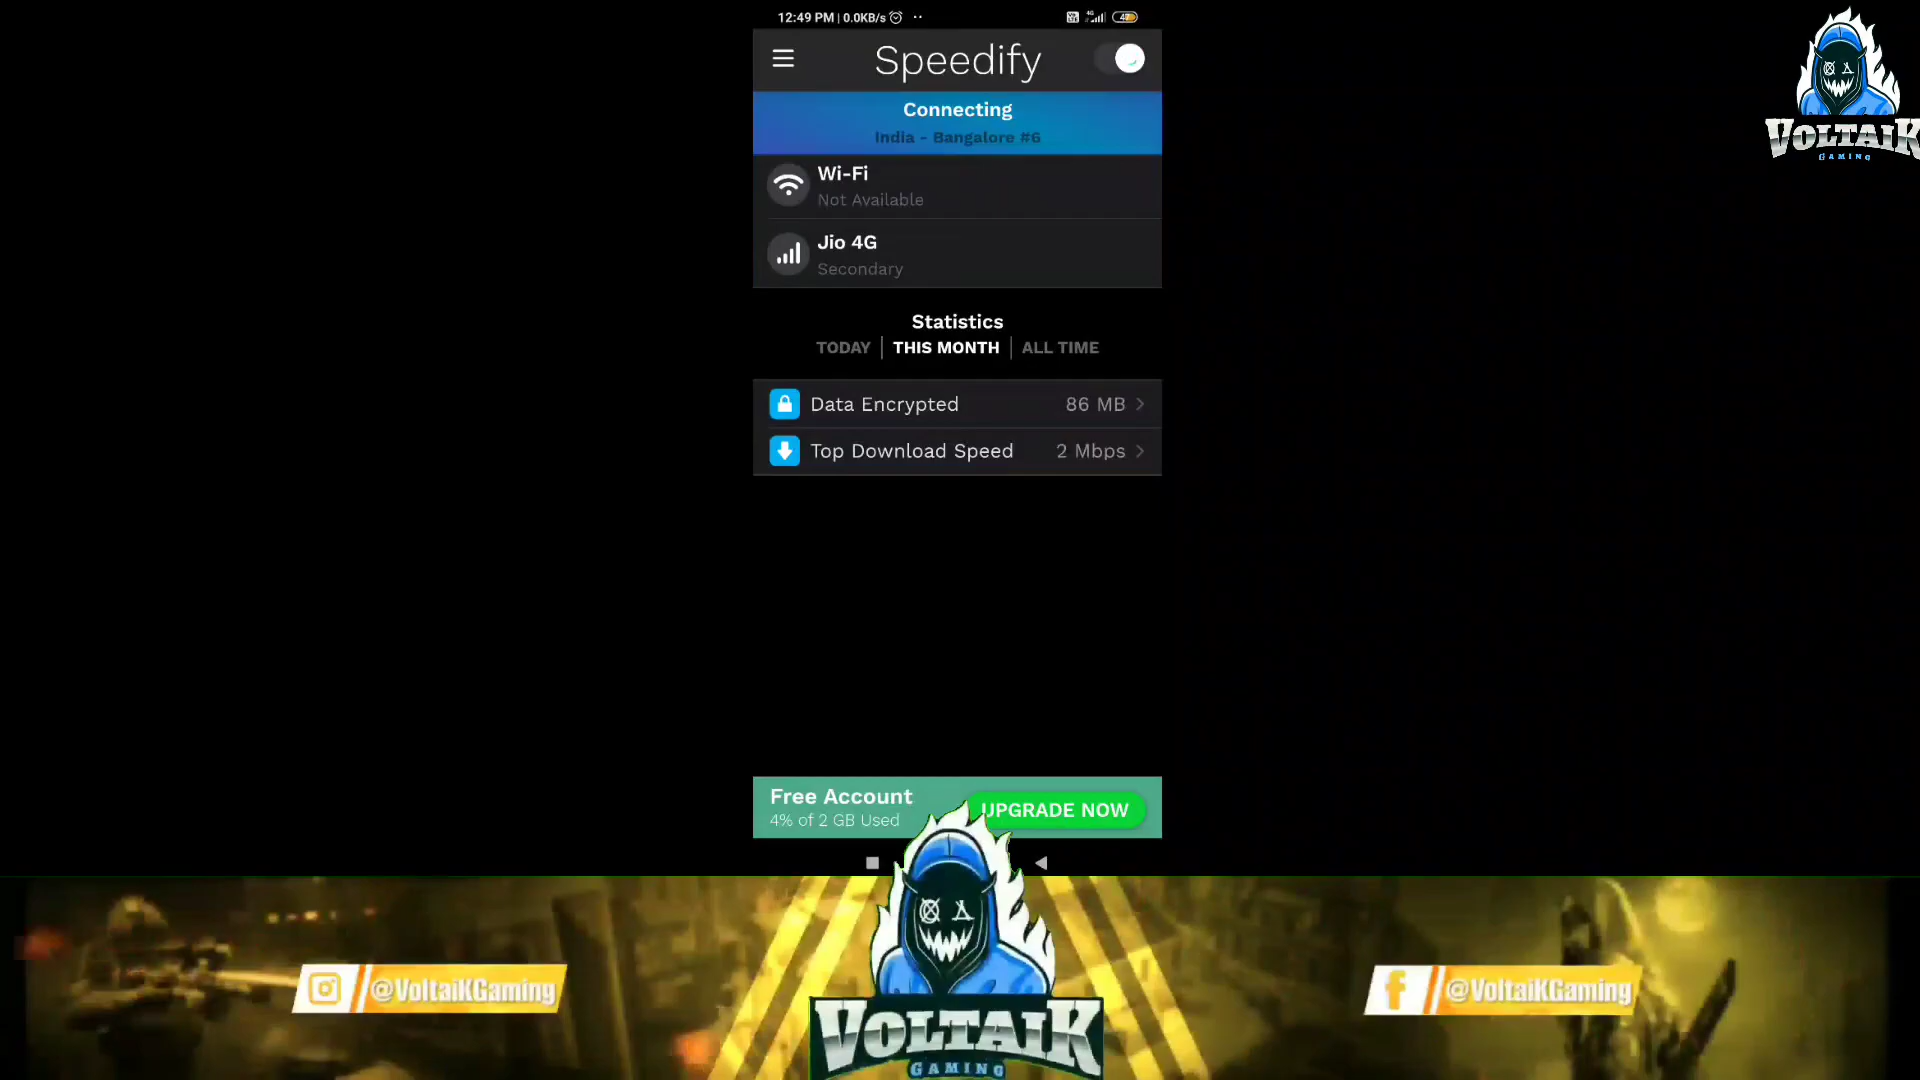 12:49 PM | 0.0KB/s
4G
47
Speedify
Connecting
India - Bangalore #6
Wi-Fi
Not Available
Jio 4G
Secondary
Statistics
TODAY | THIS MONTH | ALL TIME
Data Encrypted 86 MB
Top Download Speed 2 Mbps
Free Account
4% of 2 GB Used
UPGRADE NOW
VOLTAIK
GAMING
@VoltaiKGaming
@VoltaiKGaming
VOLTAIK
GAMING